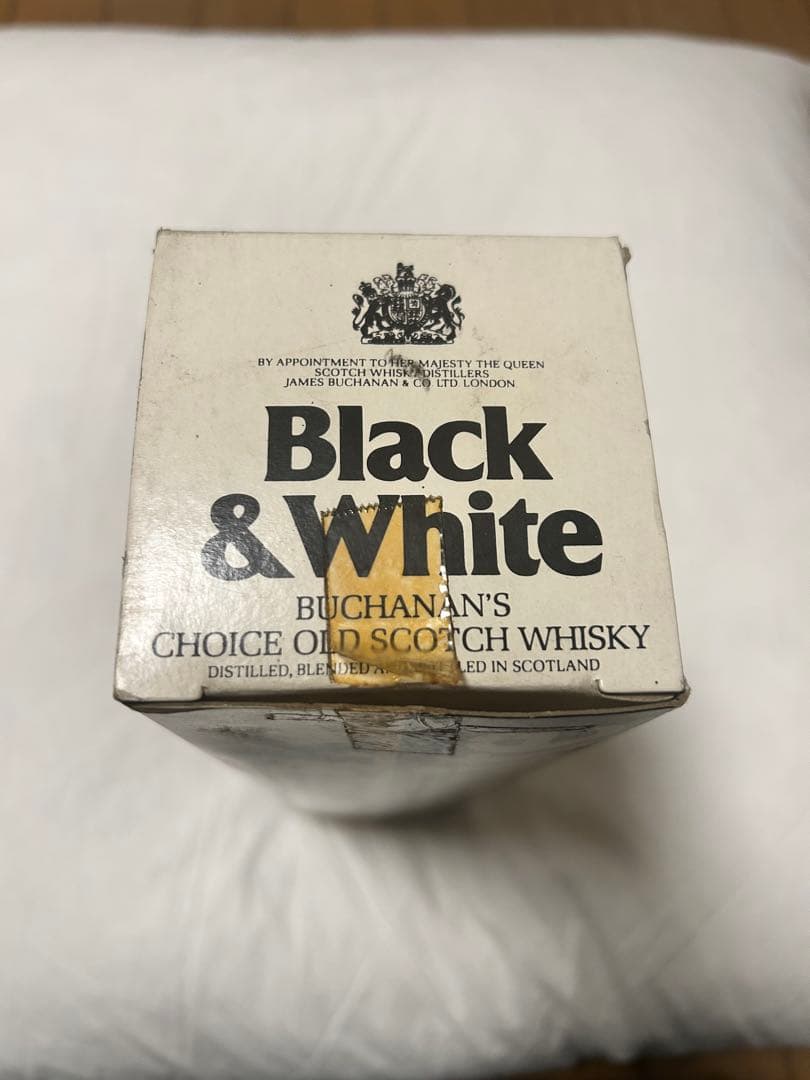 BY APPOINTMENT TO HER MAJESTY THE QUEEN
SCOTCH WHISKY DISTILLERS
JAMES BUCHANAN & CO LTD LONDON
Black
& White
BUCHANAN'S
CHOICE OLD SCOTCH WHISKY
DISTILLED, BLENDED IN SCOTLAND